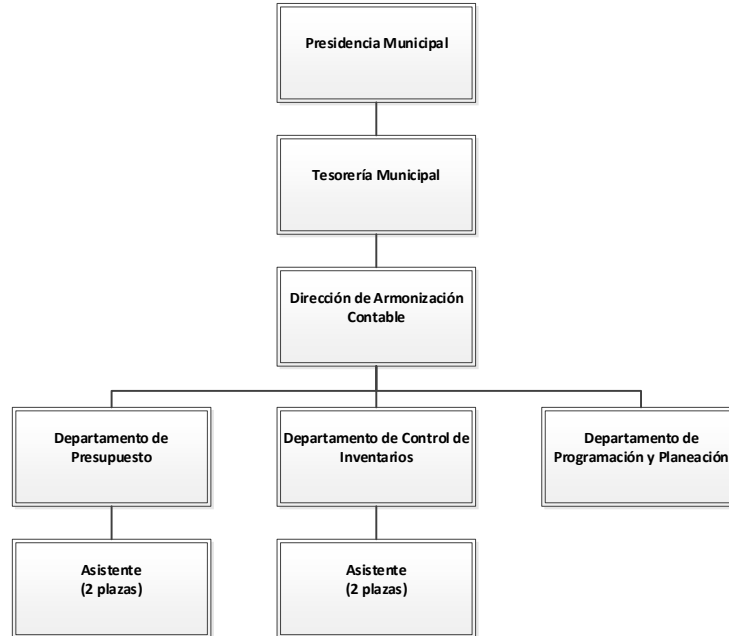 Presidencia Municipal
Tesorería Municipal
Dirección de Armonización
Contable
Departamento de
Presupuesto
Departamento de Control de
Inventarios
Departamento de
Programación y Planeación
Asistente
(2 plazas)
Asistente
(2 plazas)